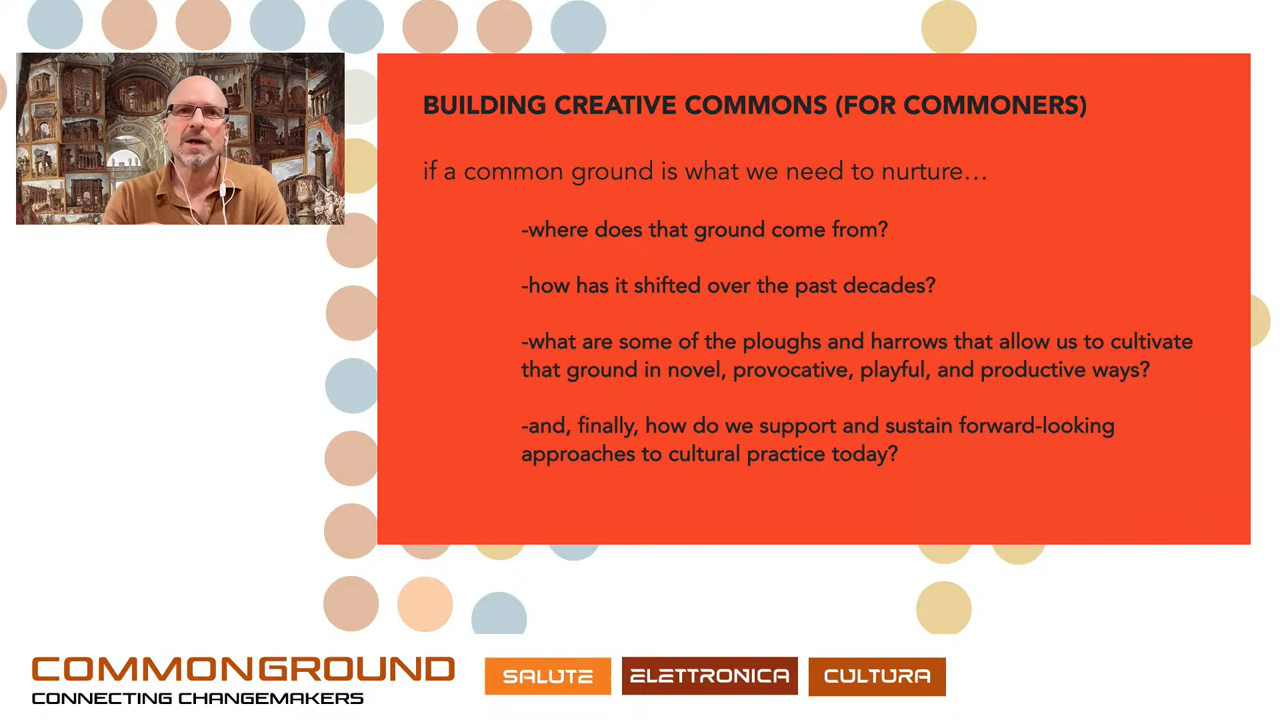 BUILDING CREATIVE COMMONS (FOR COMMONERS)
if a common ground is what we need to nurture…
-where does that ground come from?
-how has it shifted over the past decades?
-what are some of the ploughs and harrows that allow us to cultivate
that ground in novel, provocative, playful, and productive ways?
-and, finally, how do we support and sustain forward-looking
approaches to cultural practice today?
COMMONGROUND
CONNECTING CHANGEMAKERS
SALUTE
ELETTRONICA
CULTURA